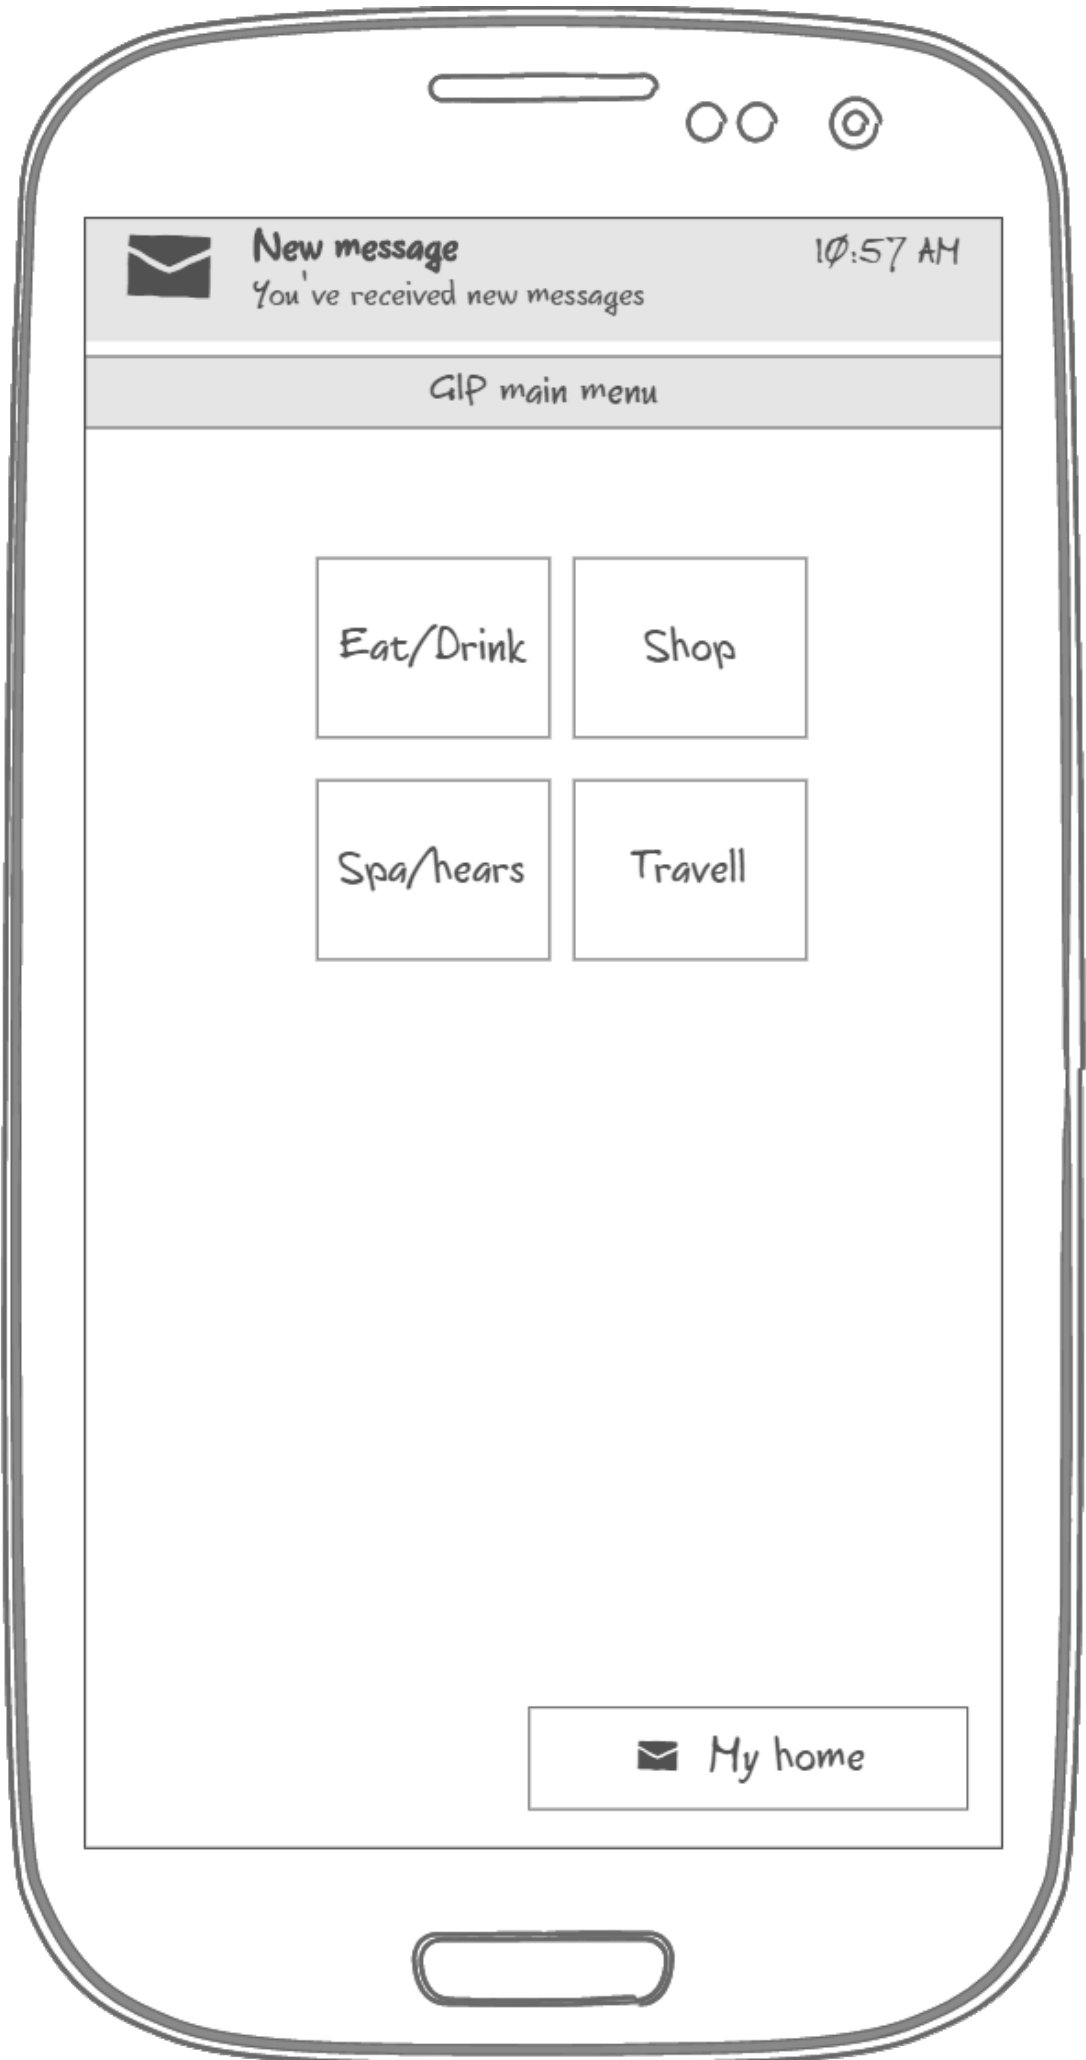 New message
10:57 AM
You've received new messages
GIP main menu
Eat/Drink
Shop
Spa/hears
Travell
My home